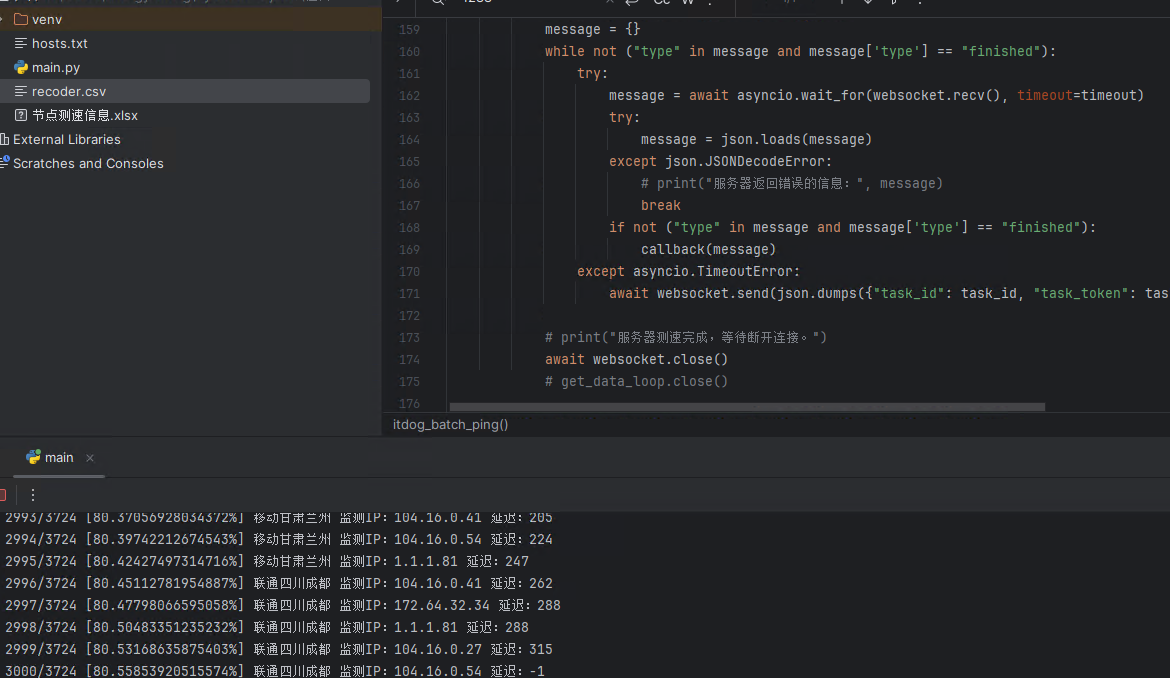 venv
hosts.txt
main.py
recoder.csv
节点测速信息.xlsx
External Libraries
Scratches and Consoles
159 message = {}
160 while not ("type" in message and message['type'] == "finished"):
161 try:
162 message = await asyncio.wait_for(websocket.recv(), timeout=timeout)
163 try:
164 message = json.loads(message)
165 except json.JSONDecodeError:
166 # print("服务器返回错误的信息：", message)
167 break
168 if not ("type" in message and message['type'] == "finished"):
169 callback(message)
170 except asyncio.TimeoutError:
171 await websocket.send(json.dumps({"task_id": task_id, "task_token": tas
172
173 # print("服务器测速完成，等待断开连接。")
174 await websocket.close()
175 # get_data_loop.close()
176
itdog_batch_ping()
main
2993/3724 [80.37056928034372%] 移动甘肃兰州 监测IP：104.16.0.41 延迟：205
2994/3724 [80.39742212674543%] 移动甘肃兰州 监测IP：104.16.0.54 延迟：224
2995/3724 [80.42427497314716%] 移动甘肃兰州 监测IP：1.1.1.81 延迟：247
2996/3724 [80.45112781954887%] 联通四川成都 监测IP：104.16.0.41 延迟：262
2997/3724 [80.47798066595058%] 联通四川成都 监测IP：172.64.32.34 延迟：288
2998/3724 [80.50483351235232%] 联通四川成都 监测IP：1.1.1.81 延迟：288
2999/3724 [80.53168635875403%] 联通四川成都 监测IP：104.16.0.27 延迟：315
3000/3724 [80.55853920515574%] 联通四川成都 监测IP：104.16.0.54 延迟：-1